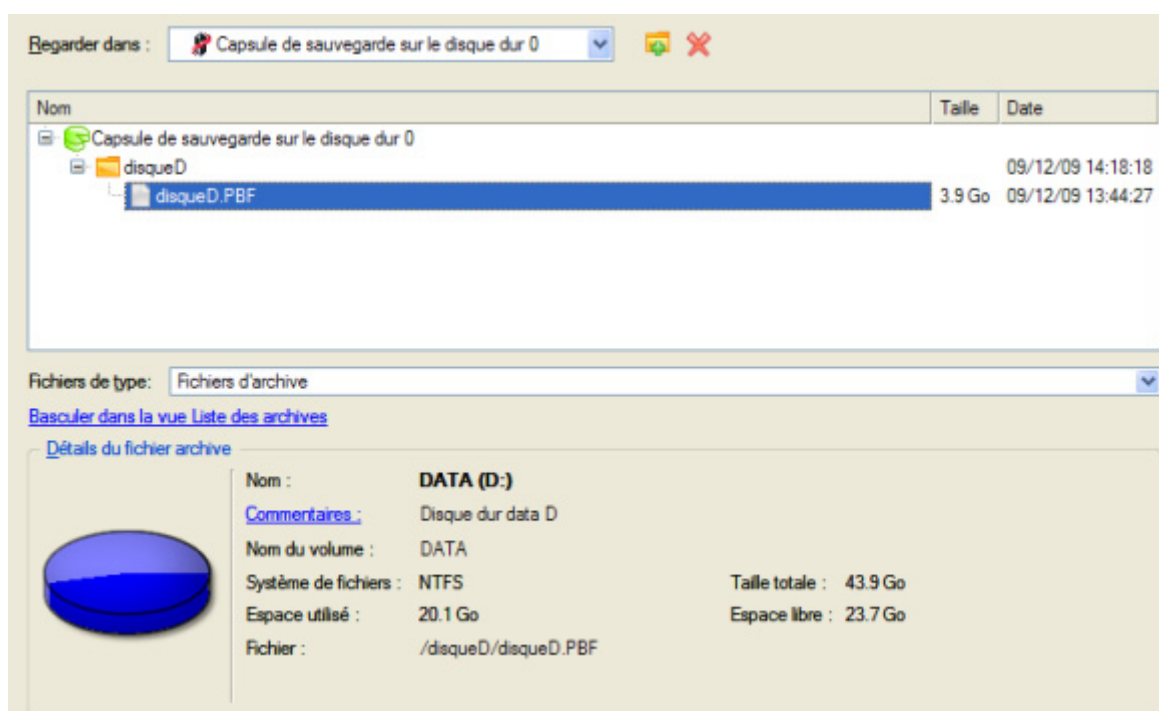 Regarder dans : Capsule de sauvegarde sur le disque dur 0
Nom Taille Date
Capsule de sauvegarde sur le disque dur 0
disqueD 09/12/09 14:18:18
disqueD.PBF 3.9 Go 09/12/09 13:44:27
Fichiers de type: Fichiers d'archive
Basculer dans la vue Liste des archives
Détails du fichier archive
Nom : DATA (D:)
Commentaires : Disque dur data D
Nom du volume : DATA
Système de fichiers : NTFS Taille totale : 43.9 Go
Espace utilisé : 20.1 Go Espace libre : 23.7 Go
Fichier : /disqueD/disqueD.PBF